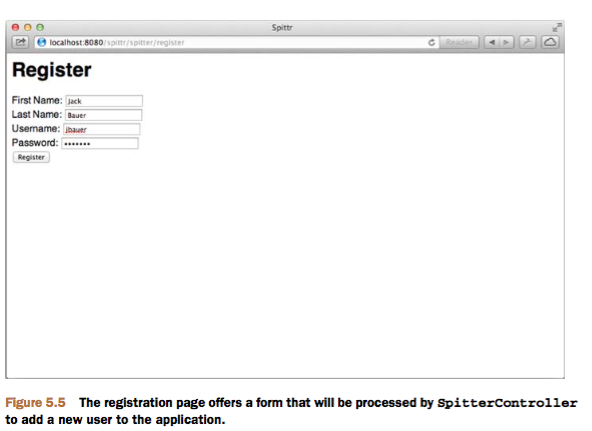 Spittr
localhost:8080/spittr/spitter/register
Reader
Register
First Name: Jack
Last Name: Bauer
Username: jbauer
Password: •••••••
Register
Figure 5.5 The registration page offers a form that will be processed by SpitterController
to add a new user to the application.